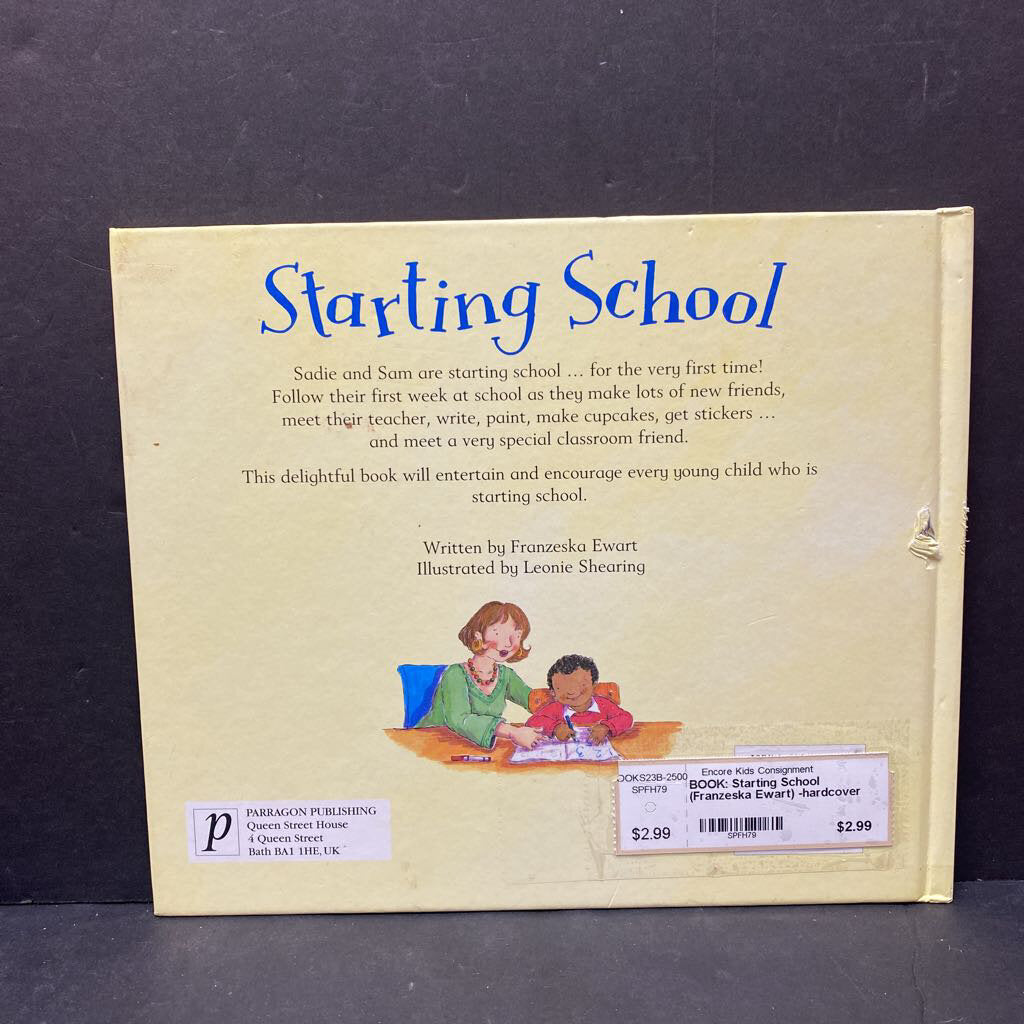 Starting School
Sadie and Sam are starting school ... for the very first time!
Follow their first week at school as they make lots of new friends,
meet their teacher, write, paint, make cupcakes, get stickers ...
and meet a very special classroom friend.
This delightful book will entertain and encourage every young child who is
starting school.
Written by Franzeska Ewart
Illustrated by Leonie Shearing
p
PARRAGON PUBLISHING
Queen Street House
4 Queen Street
Bath BA1 1HE, UK
OOKS23B-2500
SPFH79
$2.99
Encore Kids Consignment
BOOK: Starting School
(Franzeska Ewart) -hardcover
SPFH79
$2.99